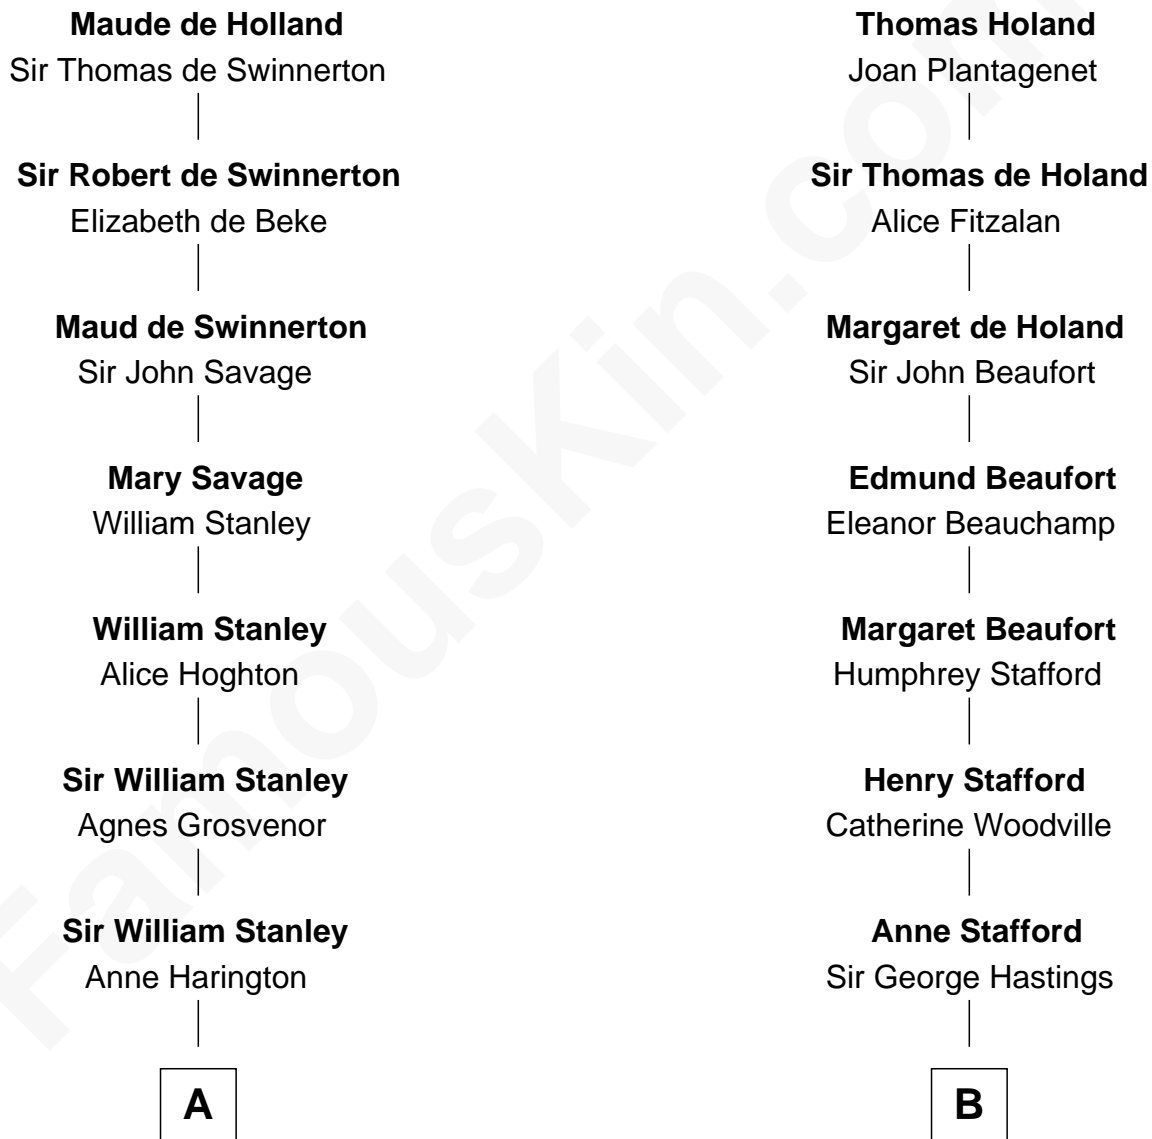 Maude de Holland
Sir Thomas de Swinnerton
Sir Robert de Swinnerton
Elizabeth de Beke
Maud de Swinnerton
Sir John Savage
Mary Savage
William Stanley
William Stanley
Alice Hoghton
Sir William Stanley
Agnes Grosvenor
Sir William Stanley
Anne Harington
A
Thomas Holand
Joan Plantagenet
Sir Thomas de Holand
Alice Fitzalan
Margaret de Holand
Sir John Beaufort
Edmund Beaufort
Eleanor Beauchamp
Margaret Beaufort
Humphrey Stafford
Henry Stafford
Catherine Woodville
Anne Stafford
Sir George Hastings
B
FamousKin.com